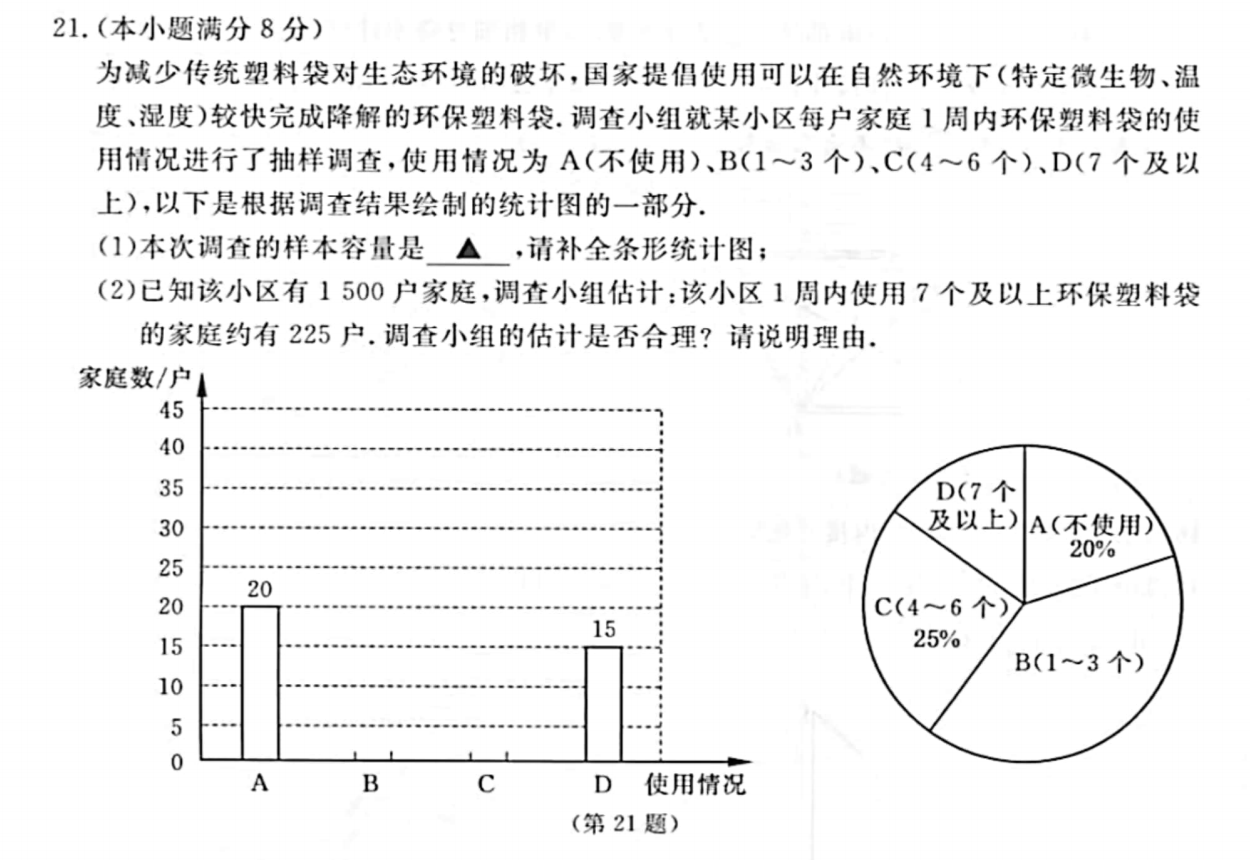 21.(本小题满分8分)
为减少传统塑料袋对生态环境的破坏,国家提倡使用可以在自然环境下(特定微生物、温
度、湿度)较快完成降解的环保塑料袋.调查小组就某小区每户家庭1周内环保塑料袋的使
用情况进行了抽样调查,使用情况为A(不使用)、B(1~3个)、C(4~6个)、D(7个及以
上),以下是根据调查结果绘制的统计图的一部分.
(1)本次调查的样本容量是 ▲ ,请补全条形统计图;
(2)已知该小区有1 500户家庭,调查小组估计:该小区1周内使用7个及以上环保塑料袋
的家庭约有225户.调查小组的估计是否合理?请说明理由.
家庭数/户
45
40
35
30
25
20
15
10
5
0
20
15
A
B
C
D
使用情况
D(7个
及以上)
A(不使用)
20%
C(4~6个)
25%
B(1~3个)
(第21题)